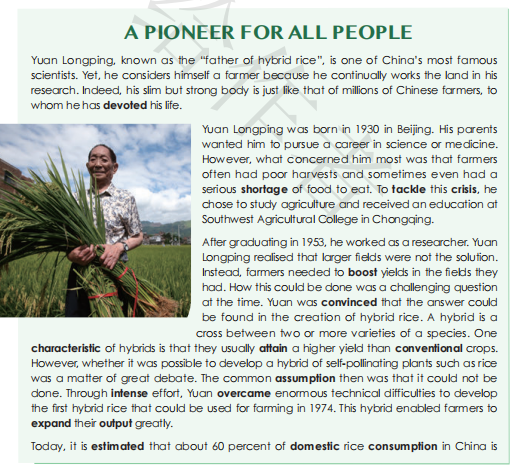 A PIONEER FOR ALL PEOPLE
Yuan Longping, known as the “father of hybrid rice”, is one of China’s most famous
scientists. Yet, he considers himself a farmer because he continually works the land in his
research. Indeed, his slim but strong body is just like that of millions of Chinese farmers, to
whom he has devoted his life.
Yuan Longping was born in 1930 in Beijing. His parents
wanted him to pursue a career in science or medicine.
However, what concerned him most was that farmers
often had poor harvests and sometimes even had a
serious shortage of food to eat. To tackle this crisis, he
chose to study agriculture and received an education at
Southwest Agricultural College in Chongqing.
After graduating in 1953, he worked as a researcher. Yuan
Longping realised that larger fields were not the solution.
Instead, farmers needed to boost yields in the fields they
had. How this could be done was a challenging question
at the time. Yuan was convinced that the answer could
be found in the creation of hybrid rice. A hybrid is a
cross between two or more varieties of a species. One
characteristic of hybrids is that they usually attain a higher yield than conventional crops.
However, whether it was possible to develop a hybrid of self-pollinating plants such as rice
was a matter of great debate. The common assumption then was that it could not be
done. Through intense effort, Yuan overcame enormous technical difficulties to develop
the first hybrid rice that could be used for farming in 1974. This hybrid enabled farmers to
expand their output greatly.
Today, it is estimated that about 60 percent of domestic rice consumption in China is